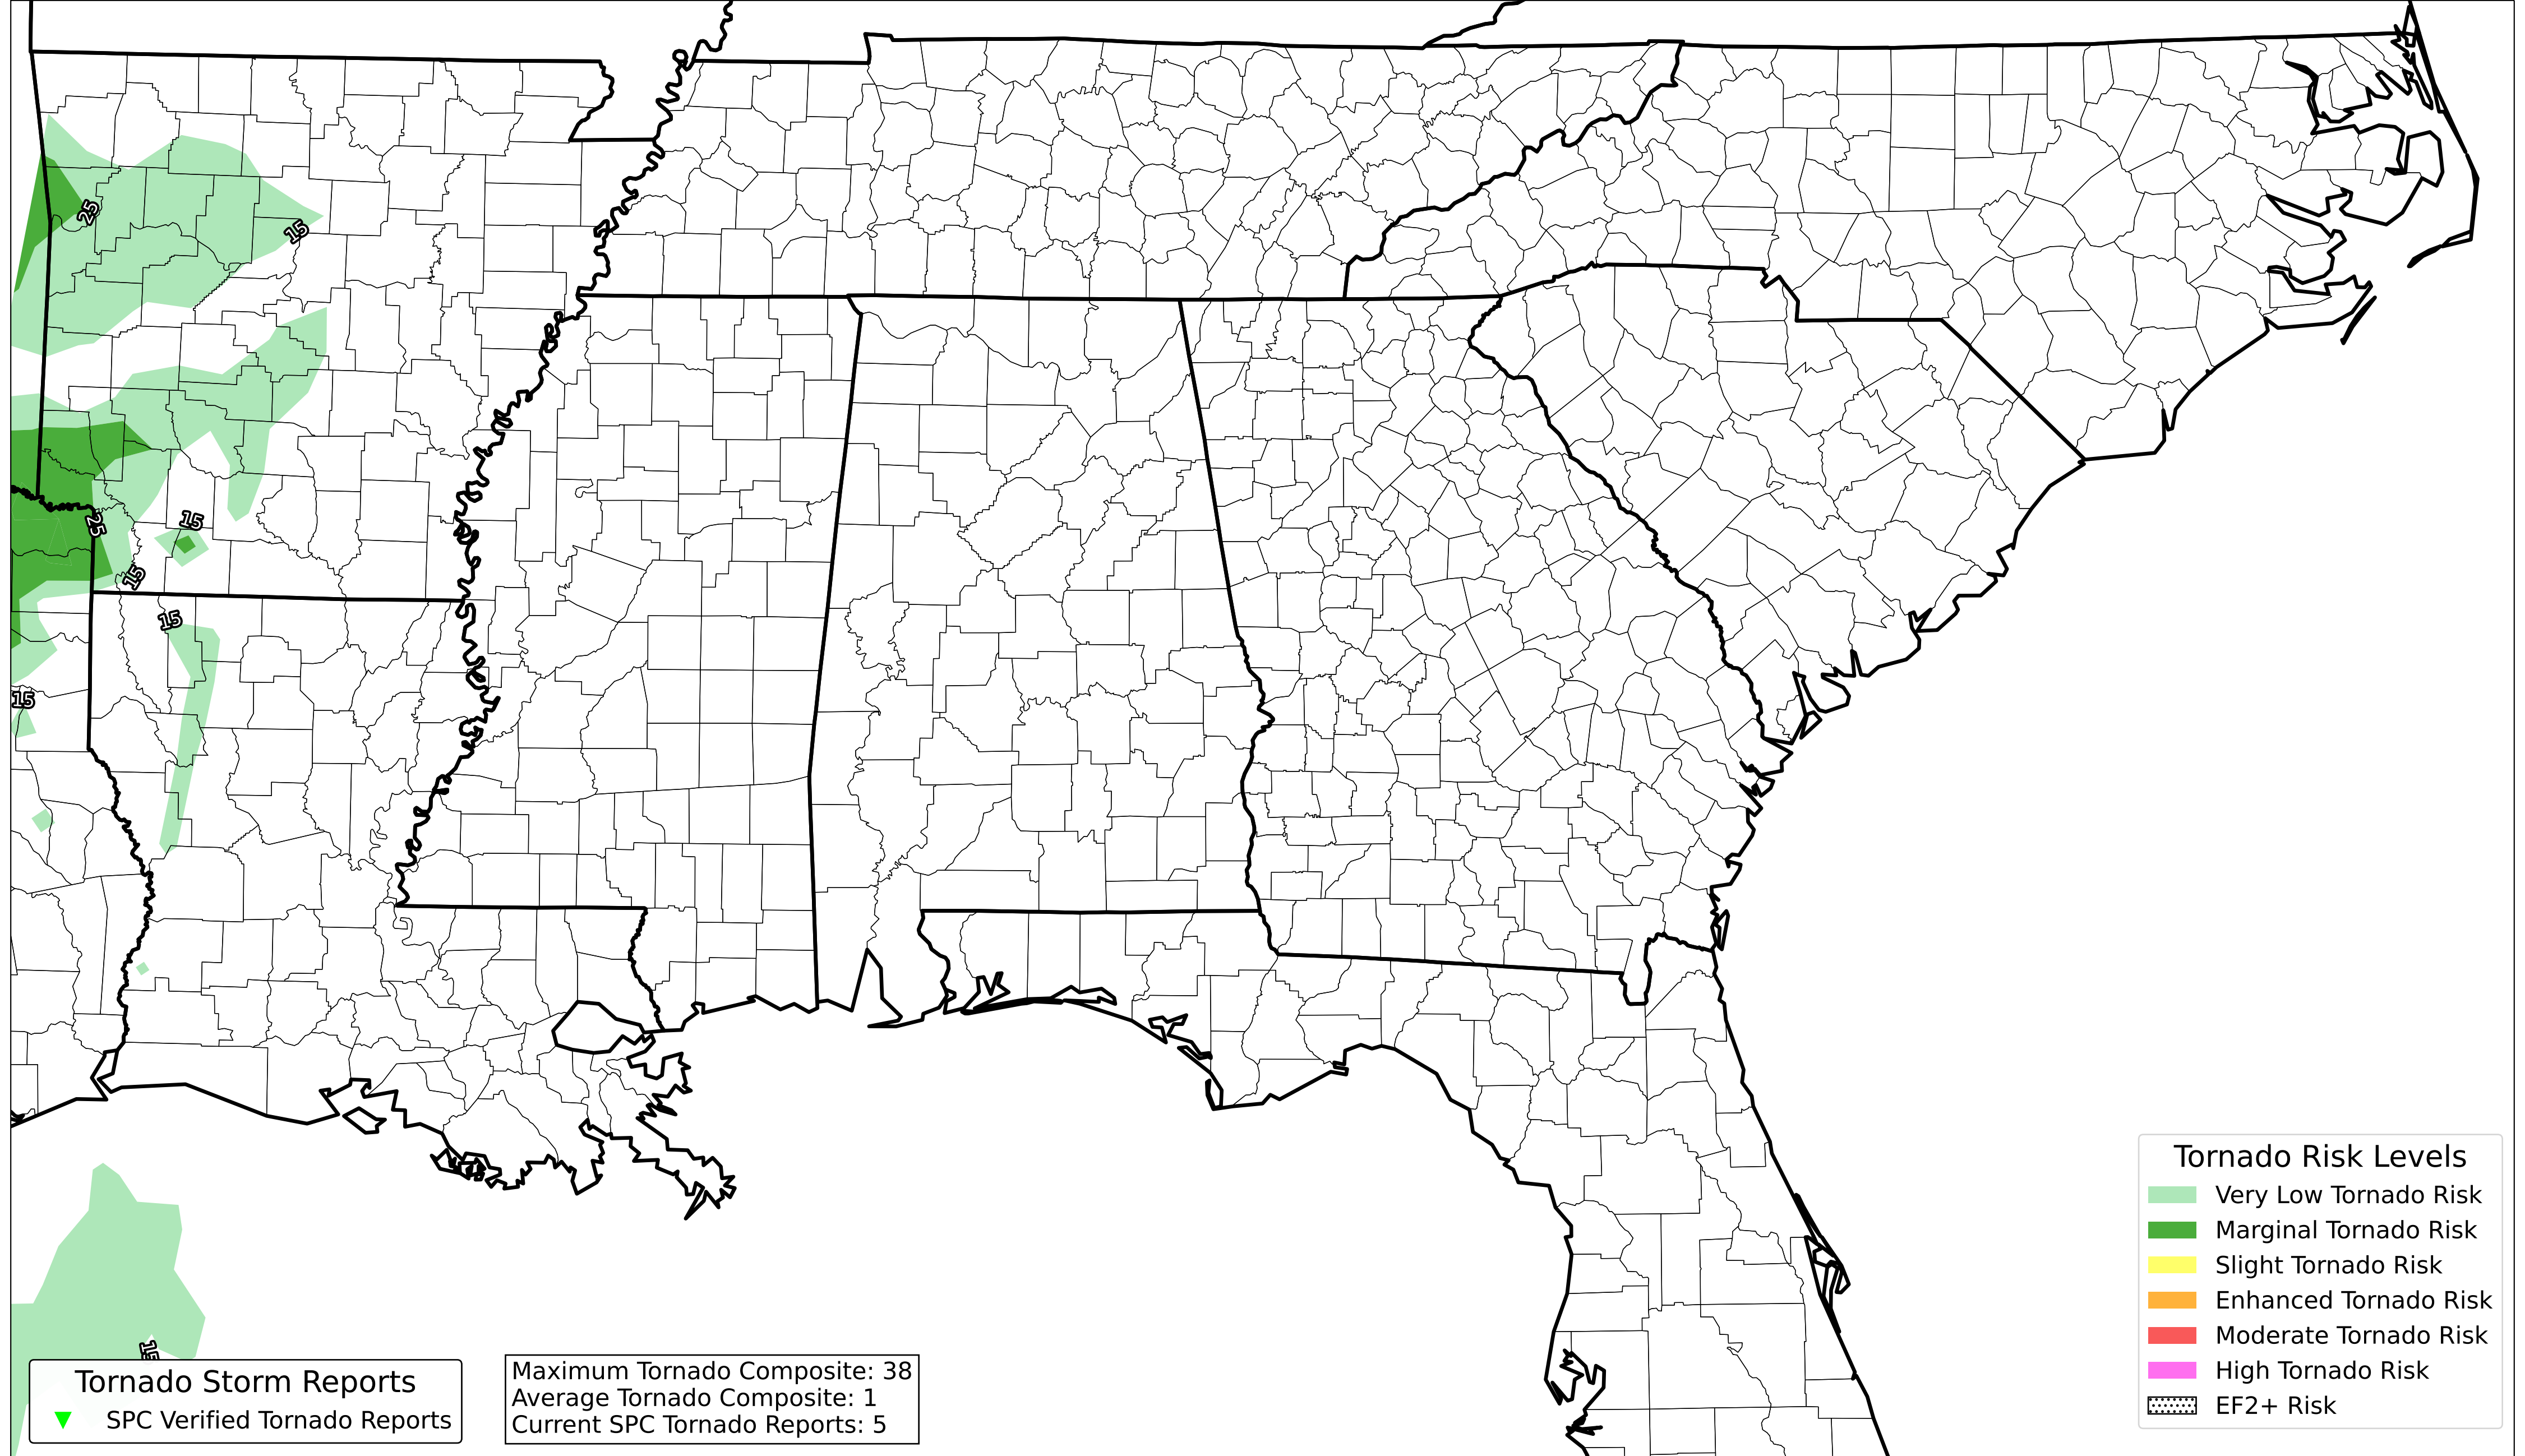 25
15
25
15
15
15
15
15
Tornado Storm Reports
SPC Verified Tornado Reports
Maximum Tornado Composite: 38
Average Tornado Composite: 1
Current SPC Tornado Reports: 5
Tornado Risk Levels
Very Low Tornado Risk
Marginal Tornado Risk
Slight Tornado Risk
Enhanced Tornado Risk
Moderate Tornado Risk
High Tornado Risk
EF2+ Risk